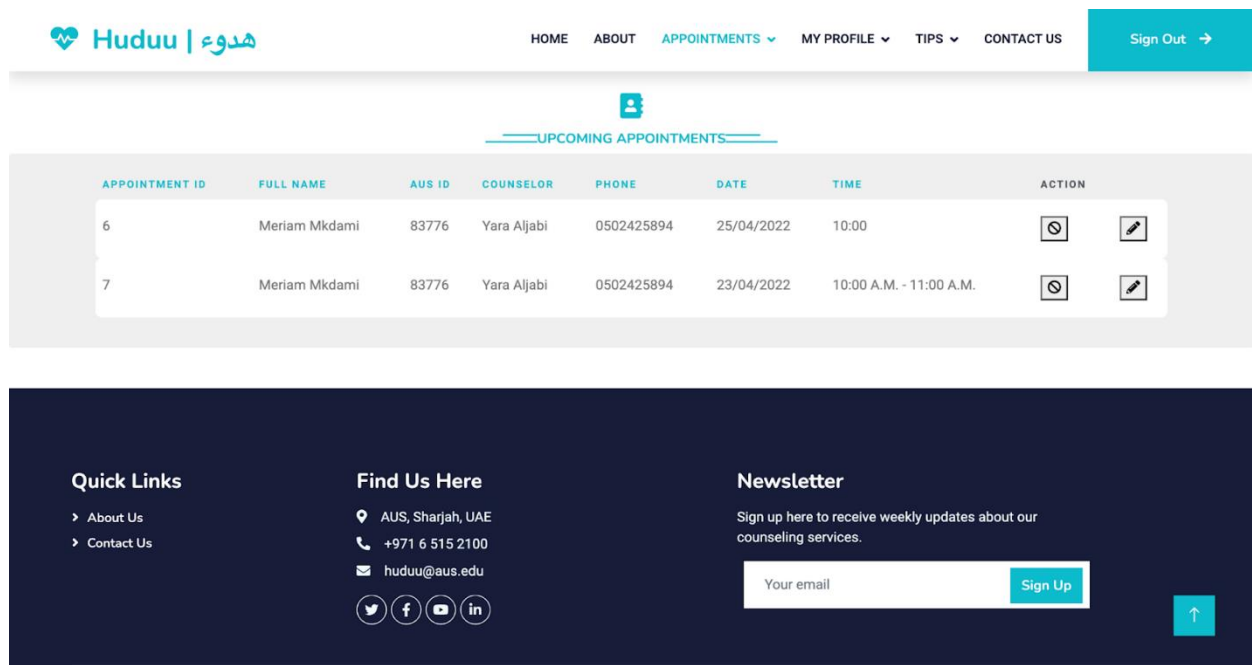 Huduu | هدوء
HOME ABOUT APPOINTMENTS MY PROFILE TIPS CONTACT US Sign Out
UPCOMING APPOINTMENTS
APPOINTMENT ID FULL NAME AUS ID COUNSELOR PHONE DATE TIME ACTION
6 Meriam Mkdami 83776 Yara Aljabi 0502425894 25/04/2022 10:00
7 Meriam Mkdami 83776 Yara Aljabi 0502425894 23/04/2022 10:00 A.M. - 11:00 A.M.
Quick Links
About Us
Contact Us
Find Us Here
AUS, Sharjah, UAE
+971 6 515 2100
huduu@aus.edu
Newsletter
Sign up here to receive weekly updates about our
counseling services.
Your email Sign Up